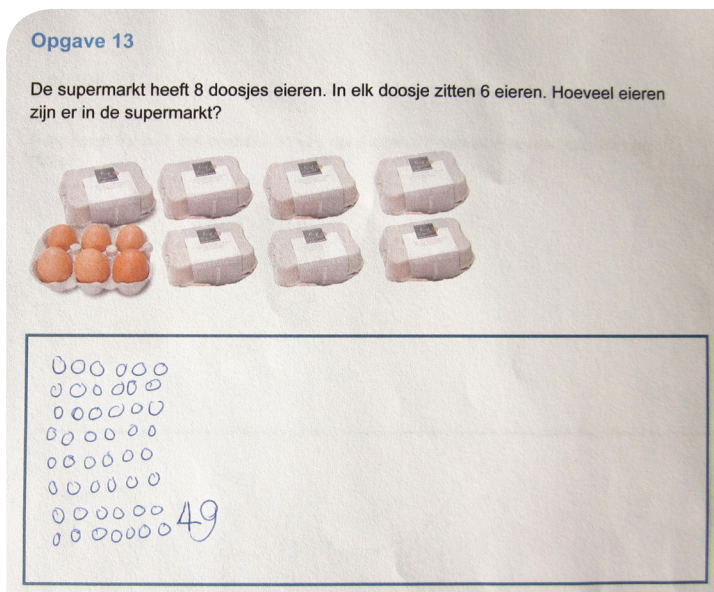 Opgave 13
De supermarkt heeft 8 doosjes eieren. In elk doosje zitten 6 eieren. Hoeveel eieren
zijn er in de supermarkt?
49